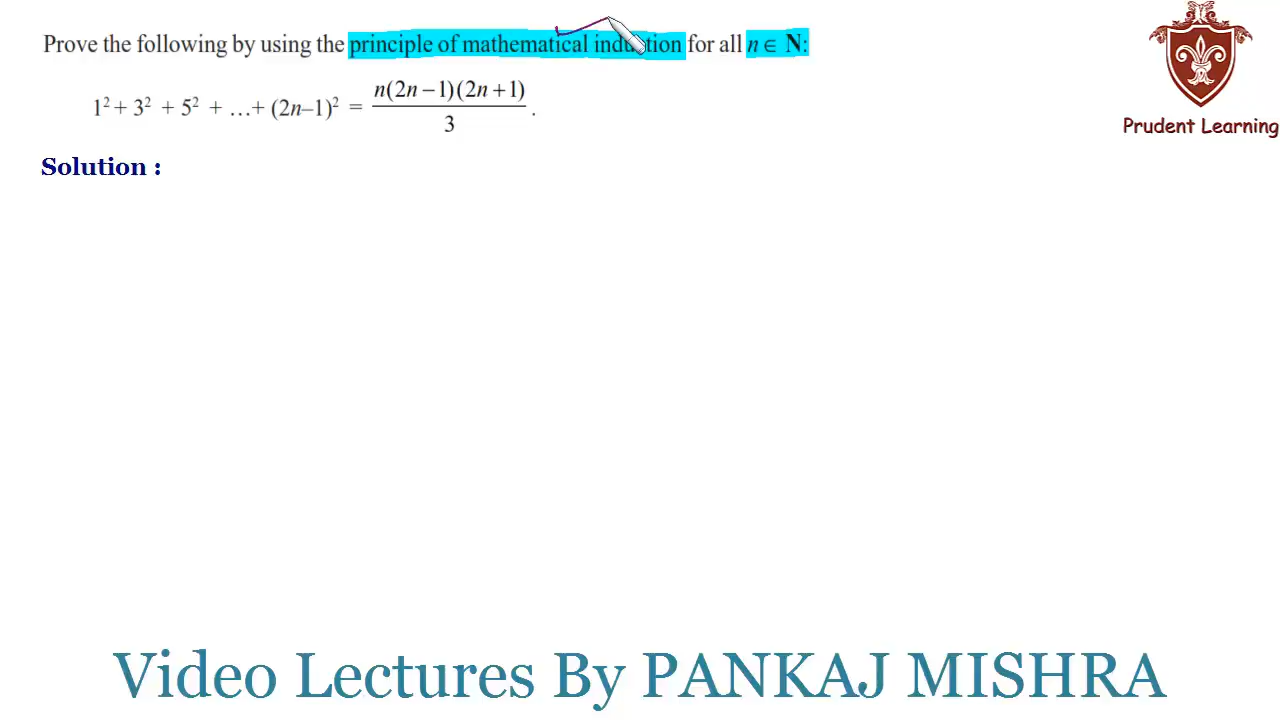 Prove the following by using the principle of mathematical induction for all n ∈ N:
1² + 3² + 5² + …+ (2n–1)² = n(2n−1)(2n+1)/3 .
Prudent Learning
Solution :
Video Lectures By PANKAJ MISHRA